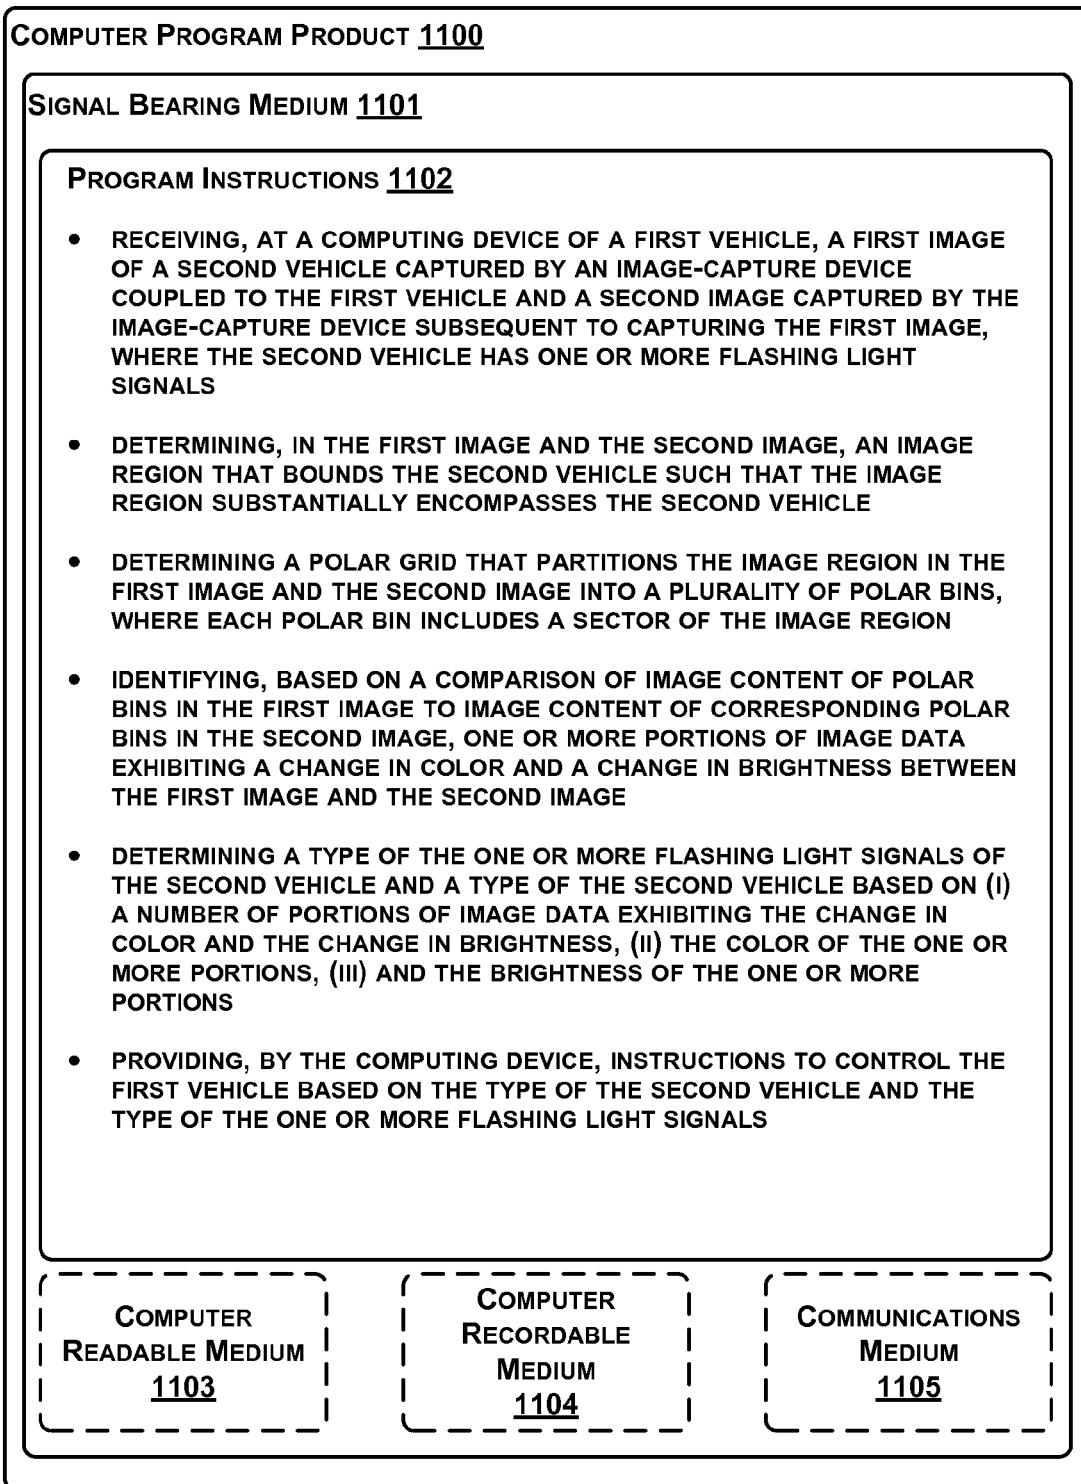 COMPUTER PROGRAM PRODUCT 1100
SIGNAL BEARING MEDIUM 1101
PROGRAM INSTRUCTIONS 1102
• RECEIVING, AT A COMPUTING DEVICE OF A FIRST VEHICLE, A FIRST IMAGE
OF A SECOND VEHICLE CAPTURED BY AN IMAGE-CAPTURE DEVICE
COUPLED TO THE FIRST VEHICLE AND A SECOND IMAGE CAPTURED BY THE
IMAGE-CAPTURE DEVICE SUBSEQUENT TO CAPTURING THE FIRST IMAGE,
WHERE THE SECOND VEHICLE HAS ONE OR MORE FLASHING LIGHT
SIGNALS
• DETERMINING, IN THE FIRST IMAGE AND THE SECOND IMAGE, AN IMAGE
REGION THAT BOUNDS THE SECOND VEHICLE SUCH THAT THE IMAGE
REGION SUBSTANTIALLY ENCOMPASSES THE SECOND VEHICLE
• DETERMINING A POLAR GRID THAT PARTITIONS THE IMAGE REGION IN THE
FIRST IMAGE AND THE SECOND IMAGE INTO A PLURALITY OF POLAR BINS,
WHERE EACH POLAR BIN INCLUDES A SECTOR OF THE IMAGE REGION
• IDENTIFYING, BASED ON A COMPARISON OF IMAGE CONTENT OF POLAR
BINS IN THE FIRST IMAGE TO IMAGE CONTENT OF CORRESPONDING POLAR
BINS IN THE SECOND IMAGE, ONE OR MORE PORTIONS OF IMAGE DATA
EXHIBITING A CHANGE IN COLOR AND A CHANGE IN BRIGHTNESS BETWEEN
THE FIRST IMAGE AND THE SECOND IMAGE
• DETERMINING A TYPE OF THE ONE OR MORE FLASHING LIGHT SIGNALS OF
THE SECOND VEHICLE AND A TYPE OF THE SECOND VEHICLE BASED ON (I)
A NUMBER OF PORTIONS OF IMAGE DATA EXHIBITING THE CHANGE IN
COLOR AND THE CHANGE IN BRIGHTNESS, (II) THE COLOR OF THE ONE OR
MORE PORTIONS, (III) AND THE BRIGHTNESS OF THE ONE OR MORE
PORTIONS
• PROVIDING, BY THE COMPUTING DEVICE, INSTRUCTIONS TO CONTROL THE
FIRST VEHICLE BASED ON THE TYPE OF THE SECOND VEHICLE AND THE
TYPE OF THE ONE OR MORE FLASHING LIGHT SIGNALS
COMPUTER
READABLE MEDIUM
1103
COMPUTER
RECORDABLE
MEDIUM
1104
COMMUNICATIONS
MEDIUM
1105